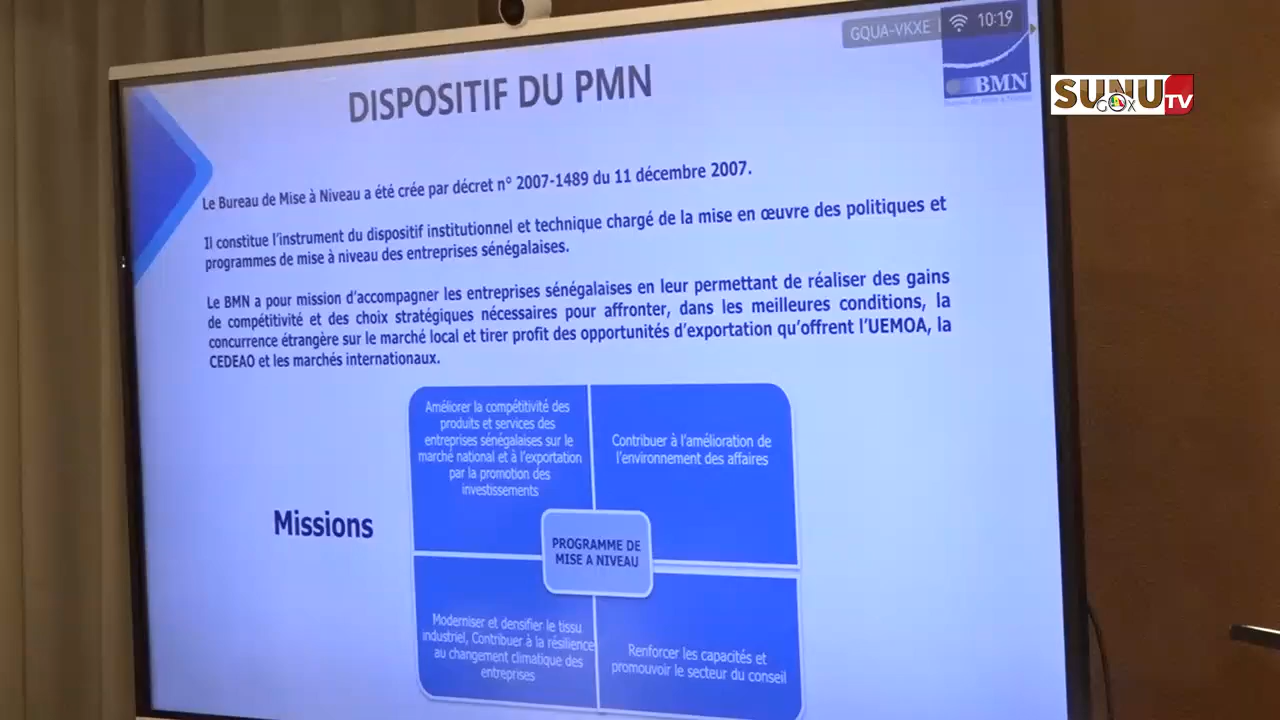 GQUA-VKXE
10:19
BMN
SUNU
GOX
TV
DISPOSITIF DU PMN
Le Bureau de Mise à Niveau a été crée par décret n° 2007-1489 du 11 décembre 2007.
Il constitue l'instrument du dispositif institutionnel et technique chargé de la mise en œuvre des politiques et
programmes de mise à niveau des entreprises sénégalaises.
Le BMN a pour mission d'accompagner les entreprises sénégalaises en leur permettant de réaliser des gains
de compétitivité et des choix stratégiques nécessaires pour affronter, dans les meilleures conditions, la
concurrence étrangère sur le marché local et tirer profit des opportunités d'exportation qu'offrent l'UEMOA, la
CEDEAO et les marchés internationaux.
Missions
Améliorer la compétitivité des
produits et services des
entreprises sénégalaises sur le
marché national et à l'exportation
par la promotion des
investissements
Contribuer à l'amélioration de
l'environnement des affaires
PROGRAMME DE
MISE A NIVEAU
Moderniser et densifier le tissu
industriel, Contribuer à la résilience
au changement climatique des
entreprises
Renforcer les capacités et
promouvoir le secteur du conseil